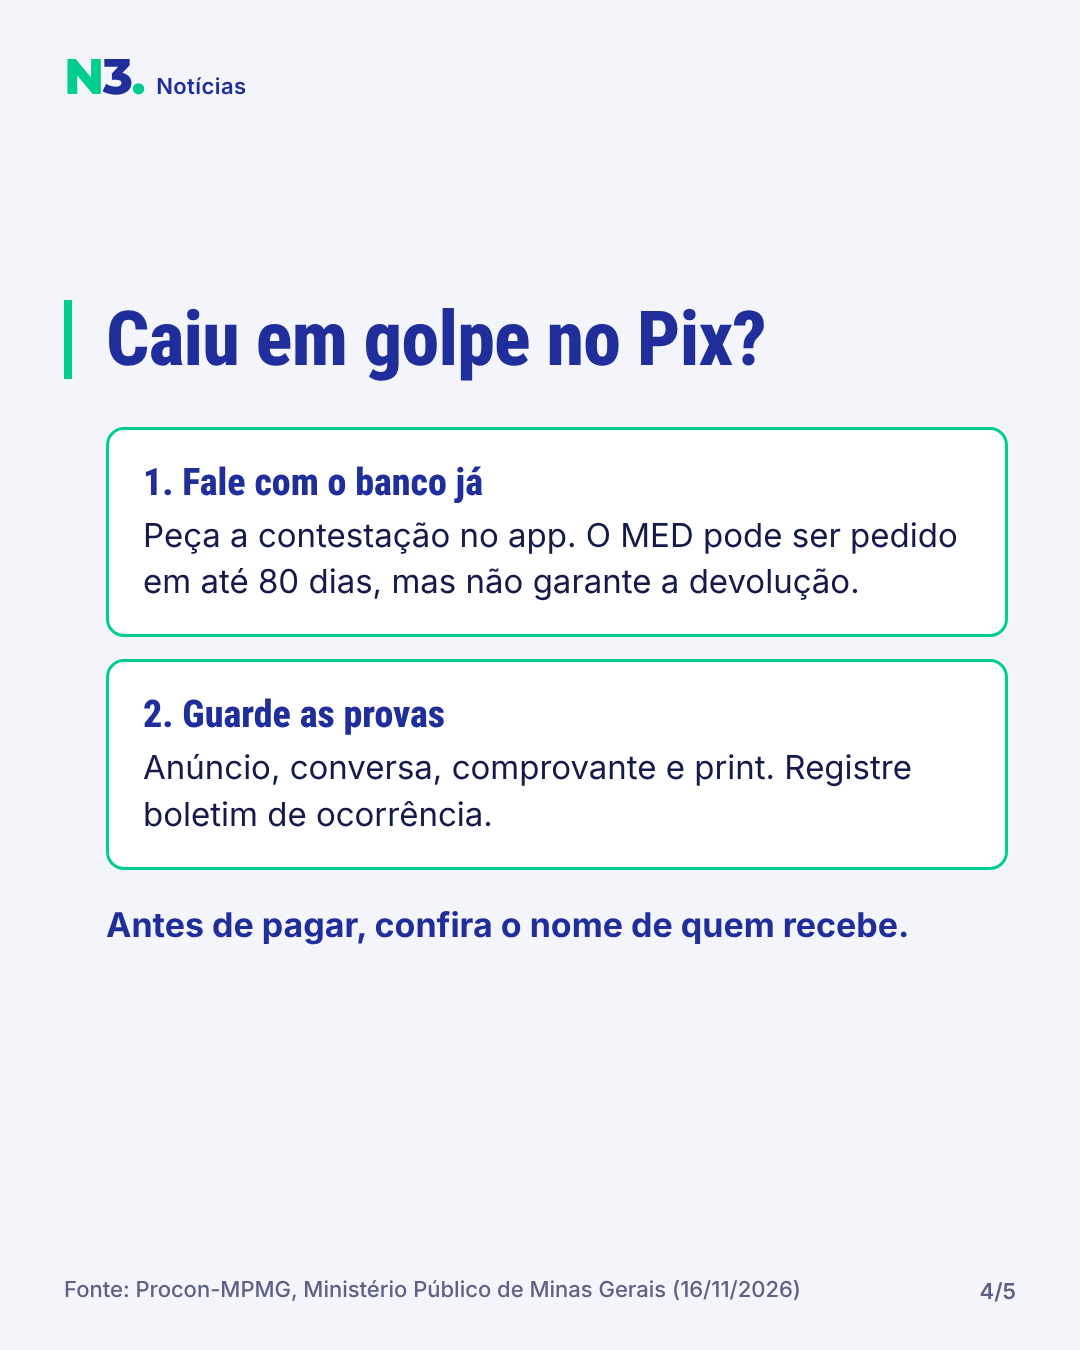 N3. Notícias
Caiu em golpe no Pix?
1. Fale com o banco já
Peça a contestação no app. O MED pode ser pedido
em até 80 dias, mas não garante a devolução.
2. Guarde as provas
Anúncio, conversa, comprovante e print. Registre
boletim de ocorrência.
Antes de pagar, confira o nome de quem recebe.
Fonte: Procon-MPMG, Ministério Público de Minas Gerais (16/11/2026)
4/5